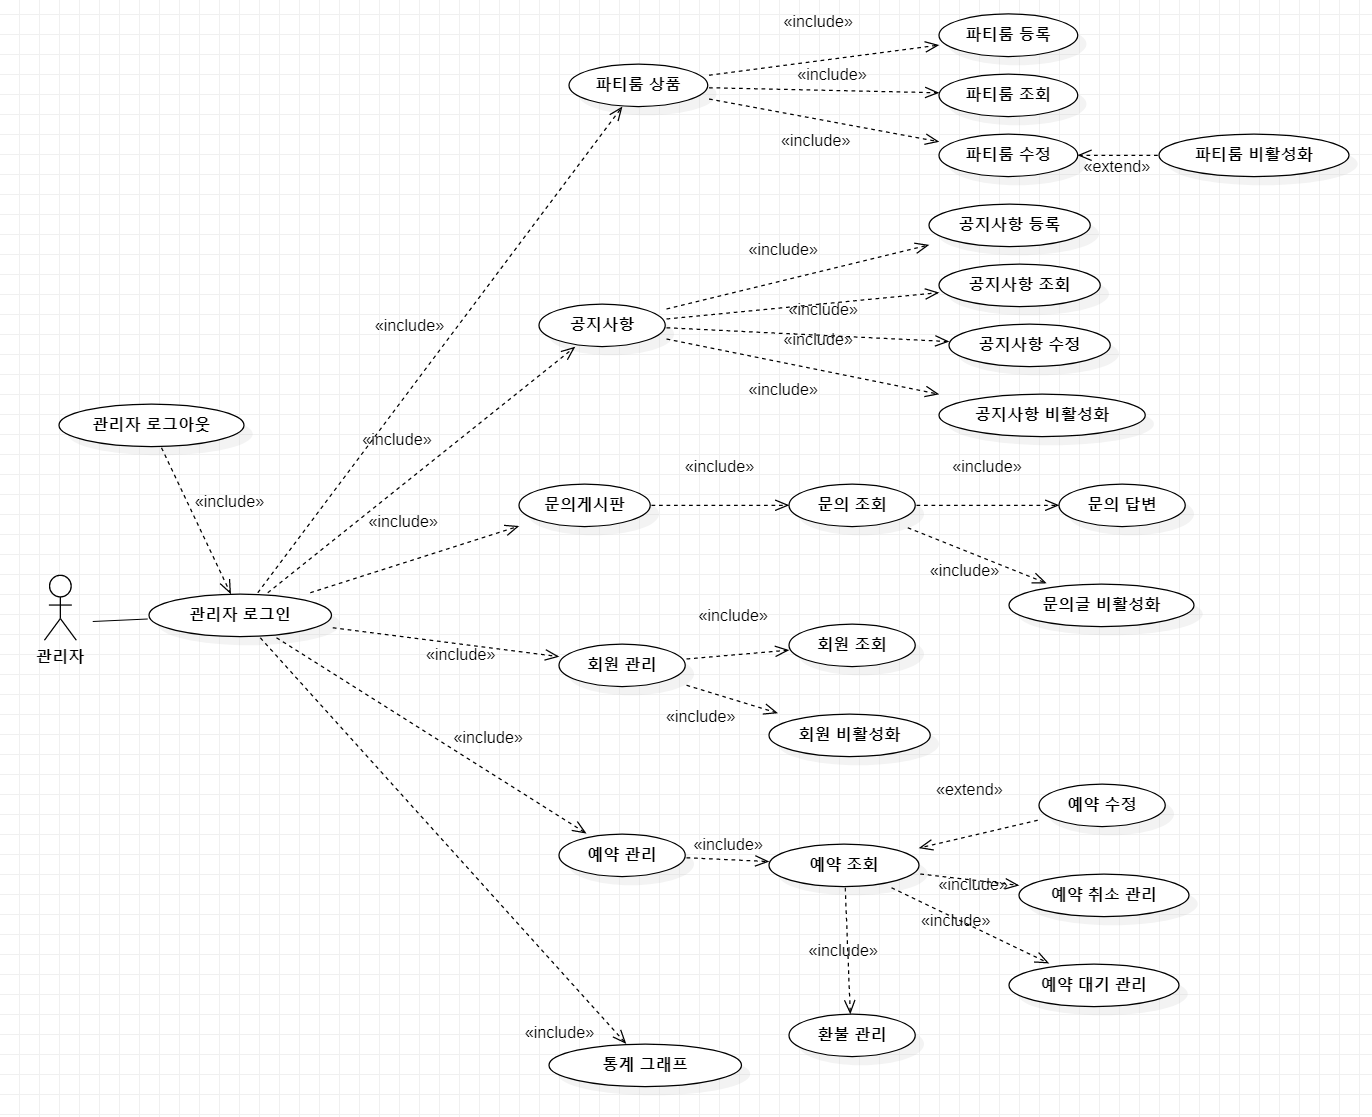 «include»
파티룸 등록
파티룸 상품
«include»
파티룸 조회
«include»
파티룸 수정
파티룸 비활성화
«extend»
공지사항 등록
«include»
공지사항 조회
«include»
공지사항
«include»
«include»
공지사항 수정
«include»
공지사항 비활성화
관리자 로그아웃
«include»
«include»
«include»
«include»
문의게시판
문의 조회
문의 답변
«include»
«include»
«include»
문의글 비활성화
관리자 로그인
관리자
«include»
회원 조회
«include»
회원 관리
«include»
회원 비활성화
«include»
«extend»
예약 수정
«include»
예약 관리
예약 조회
«include»
예약 취소 관리
«include»
«include»
예약 대기 관리
«include»
환불 관리
통계 그래프